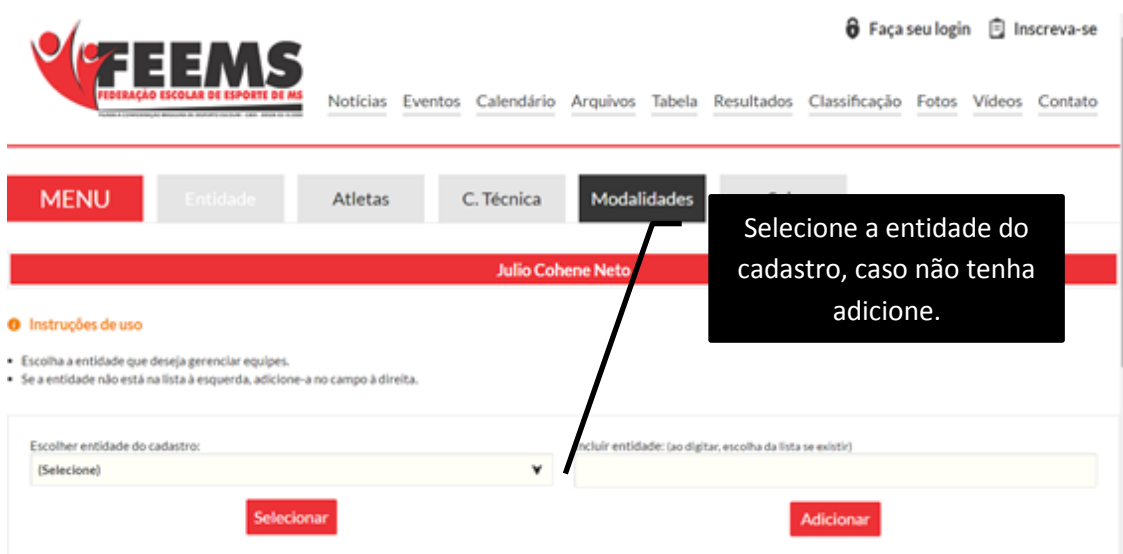 Faça seu login Inscreva-se
FEEMS
FEDERAÇÃO ESCOLAR DE ESPORTE DE MS
Notícias Eventos Calendário Arquivos Tabela Resultados Classificação Fotos Vídeos Contato
MENU Entidade Atletas C. Técnica Modalidades
Selecione a entidade do
cadastro, caso não tenha
adicione.
Julio Cohene Neto
Instruções de uso
Escolha a entidade que deseja gerenciar equipes.
Se a entidade não está na lista à esquerda, adicione-a no campo à direita.
Escolher entidade do cadastro:
ncluir entidade: (ao digitar, escolha da lista se existir)
(Selecione)
Selecionar
Adicionar